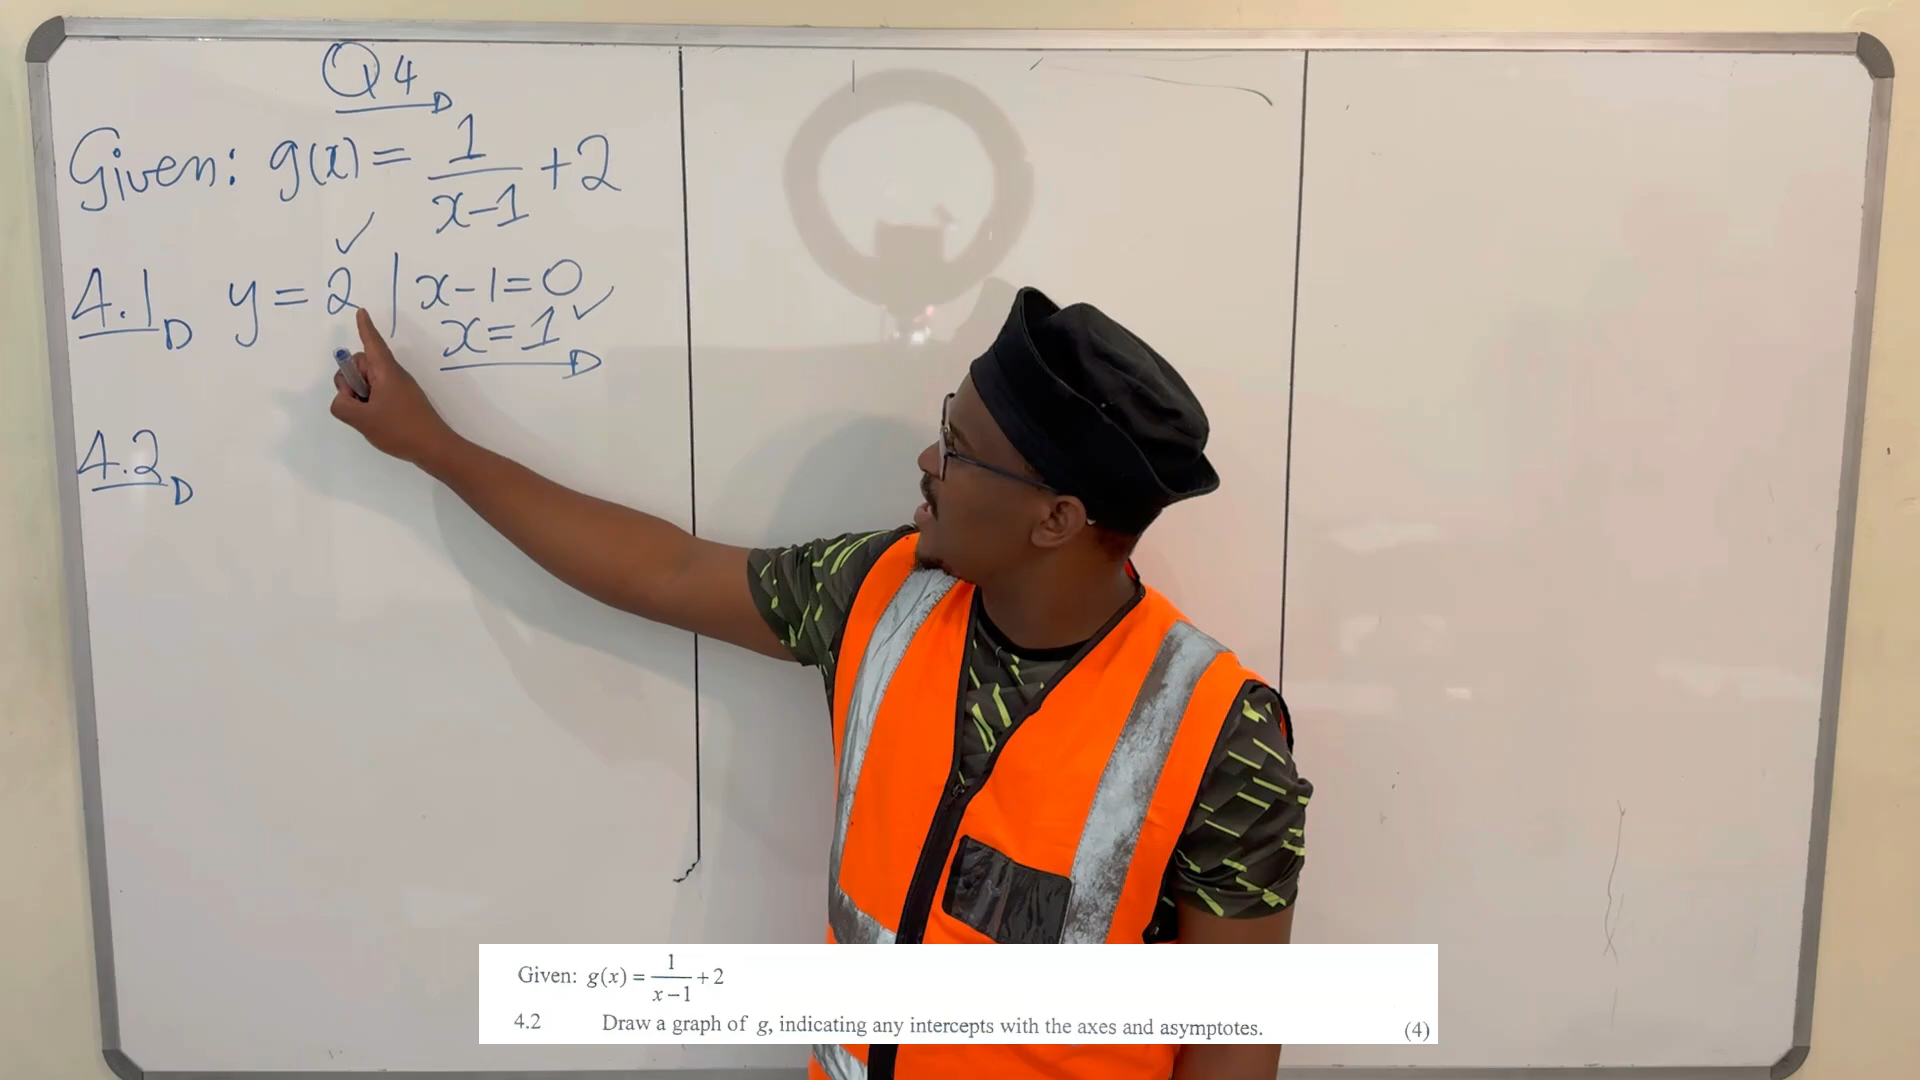 Q4
Given: g(x) = 1/(x-1) + 2
4.1 y = 2 | x-1=0
x=1
4.2
Given: g(x) = 1/(x-1) + 2
4.2 Draw a graph of g, indicating any intercepts with the axes and asymptotes. (4)